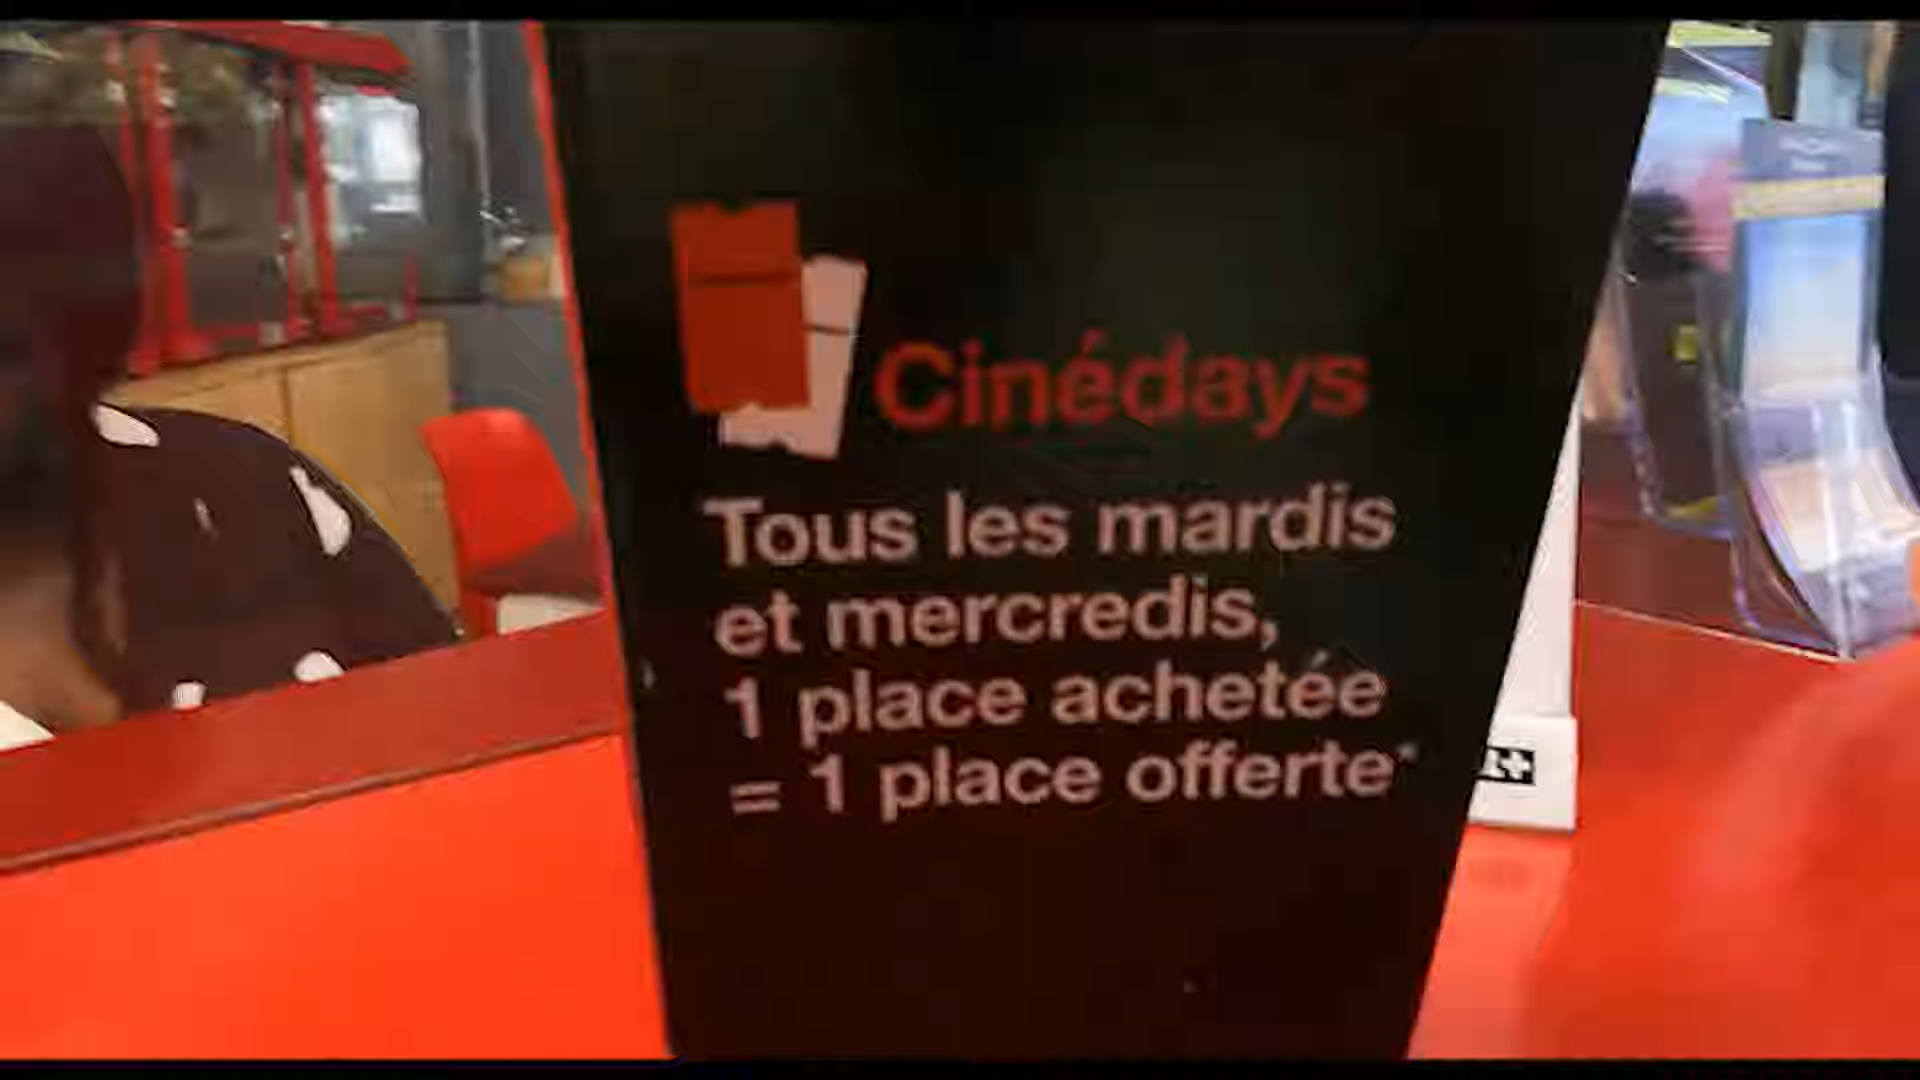 Cinédays
Tous les mardis
et mercredis,
1 place achetée
= 1 place offerte*